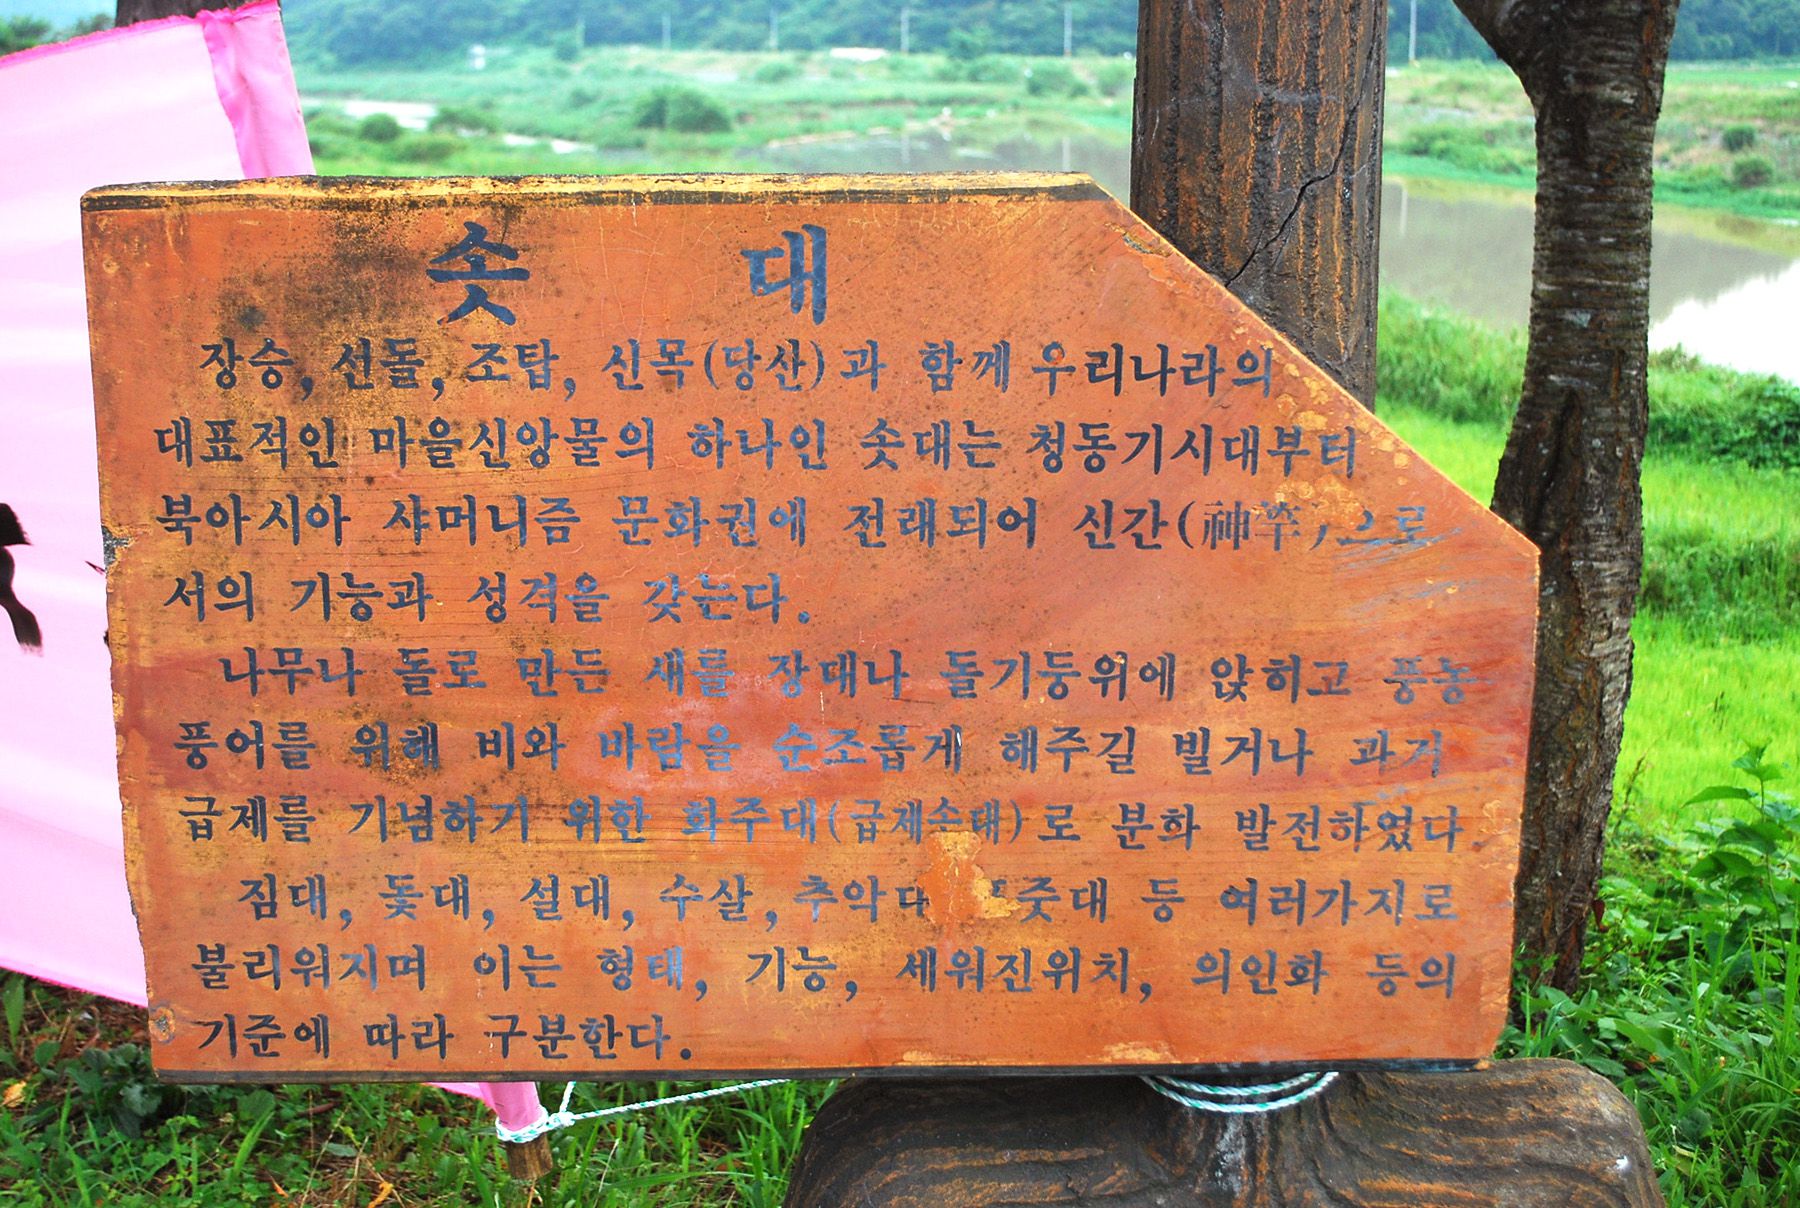 솟대
장승, 선돌, 조탑, 신목(당산)과 함께 우리나라의
대표적인 마을신앙물의 하나인 솟대는 청동기시대부터
북아시아 샤머니즘 문화권에 전래되어 신간(神竿)으로
서의 기능과 성격을 갖는다.
나무나 돌로 만든 새를 장대나 돌기둥위에 앉히고 풍농
풍어를 위해 비와 바람을 순조롭게 해주길 빌거나 과거
급제를 기념하기 위한 화주대(급제솟대)로 분화 발전하였다.
짐대, 돛대, 설대, 수살, 등 여러가지로
불리워지며 이는 형태, 기능, 세워진위치, 의인화 등의
기준에 따라 구분한다.